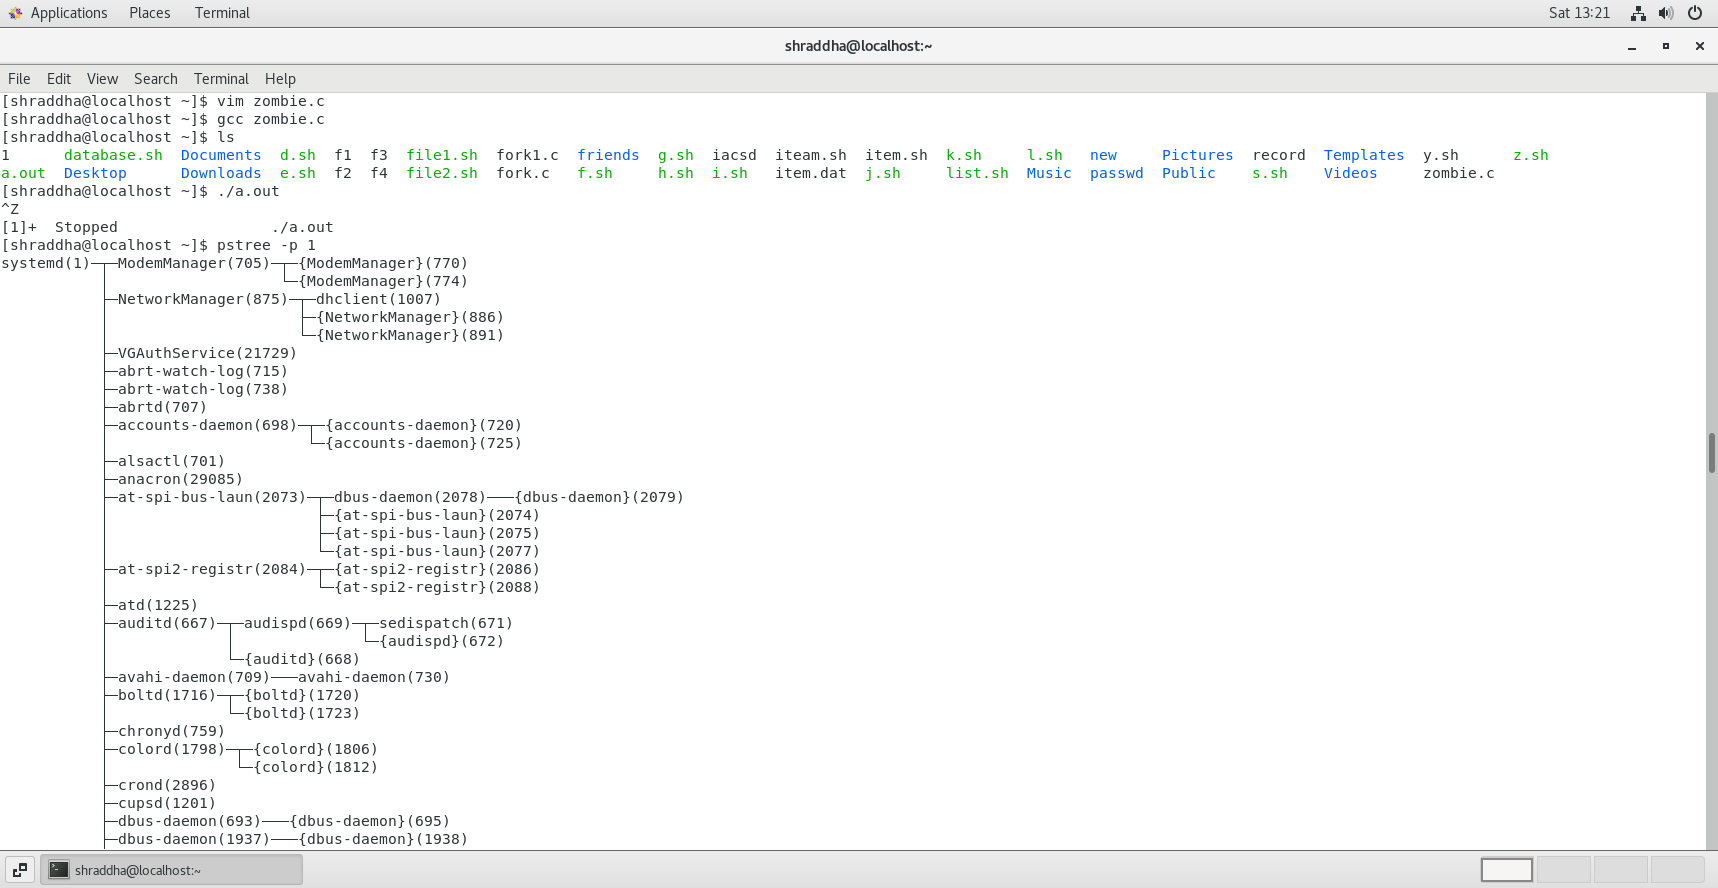 Applications Places Terminal Sat 13:21
shraddha@localhost:~
File Edit View Search Terminal Help
[shraddha@localhost ~]$ vim zombie.c
[shraddha@localhost ~]$ gcc zombie.c
[shraddha@localhost ~]$ ls
1      database.sh  Documents  d.sh  f1  f3  file1.sh  fork1.c  friends  g.sh  iacsd  iteam.sh  item.sh  k.sh     l.sh   new     Pictures  record  Templates  y.sh      z.sh
a.out  Desktop      Downloads  e.sh  f2  f4  file2.sh  fork.c   f.sh     h.sh  i.sh   item.dat  j.sh     list.sh  Music  passwd  Public    s.sh    Videos     zombie.c
[shraddha@localhost ~]$ ./a.out
^Z
[1]+  Stopped                 ./a.out
[shraddha@localhost ~]$ pstree -p 1
systemd(1)─┬─ModemManager(705)─┬─{ModemManager}(770)
           │                   └─{ModemManager}(774)
           ├─NetworkManager(875)─┬─dhclient(1007)
           │                     ├─{NetworkManager}(886)
           │                     └─{NetworkManager}(891)
           ├─VGAuthService(21729)
           ├─abrt-watch-log(715)
           ├─abrt-watch-log(738)
           ├─abrtd(707)
           ├─accounts-daemon(698)─┬─{accounts-daemon}(720)
           │                      └─{accounts-daemon}(725)
           ├─alsactl(701)
           ├─anacron(29085)
           ├─at-spi-bus-laun(2073)─┬─dbus-daemon(2078)───{dbus-daemon}(2079)
           │                       ├─{at-spi-bus-laun}(2074)
           │                       ├─{at-spi-bus-laun}(2075)
           │                       └─{at-spi-bus-laun}(2077)
           ├─at-spi2-registr(2084)─┬─{at-spi2-registr}(2086)
           │                       └─{at-spi2-registr}(2088)
           ├─atd(1225)
           ├─auditd(667)─┬─audispd(669)─┬─sedispatch(671)
           │             │              └─{audispd}(672)
           │             └─{auditd}(668)
           ├─avahi-daemon(709)───avahi-daemon(730)
           ├─boltd(1716)─┬─{boltd}(1720)
           │             └─{boltd}(1723)
           ├─chronyd(759)
           ├─colord(1798)─┬─{colord}(1806)
           │              └─{colord}(1812)
           ├─crond(2896)
           ├─cupsd(1201)
           ├─dbus-daemon(693)───{dbus-daemon}(695)
           ├─dbus-daemon(1937)───{dbus-daemon}(1938)
shraddha@localhost:~